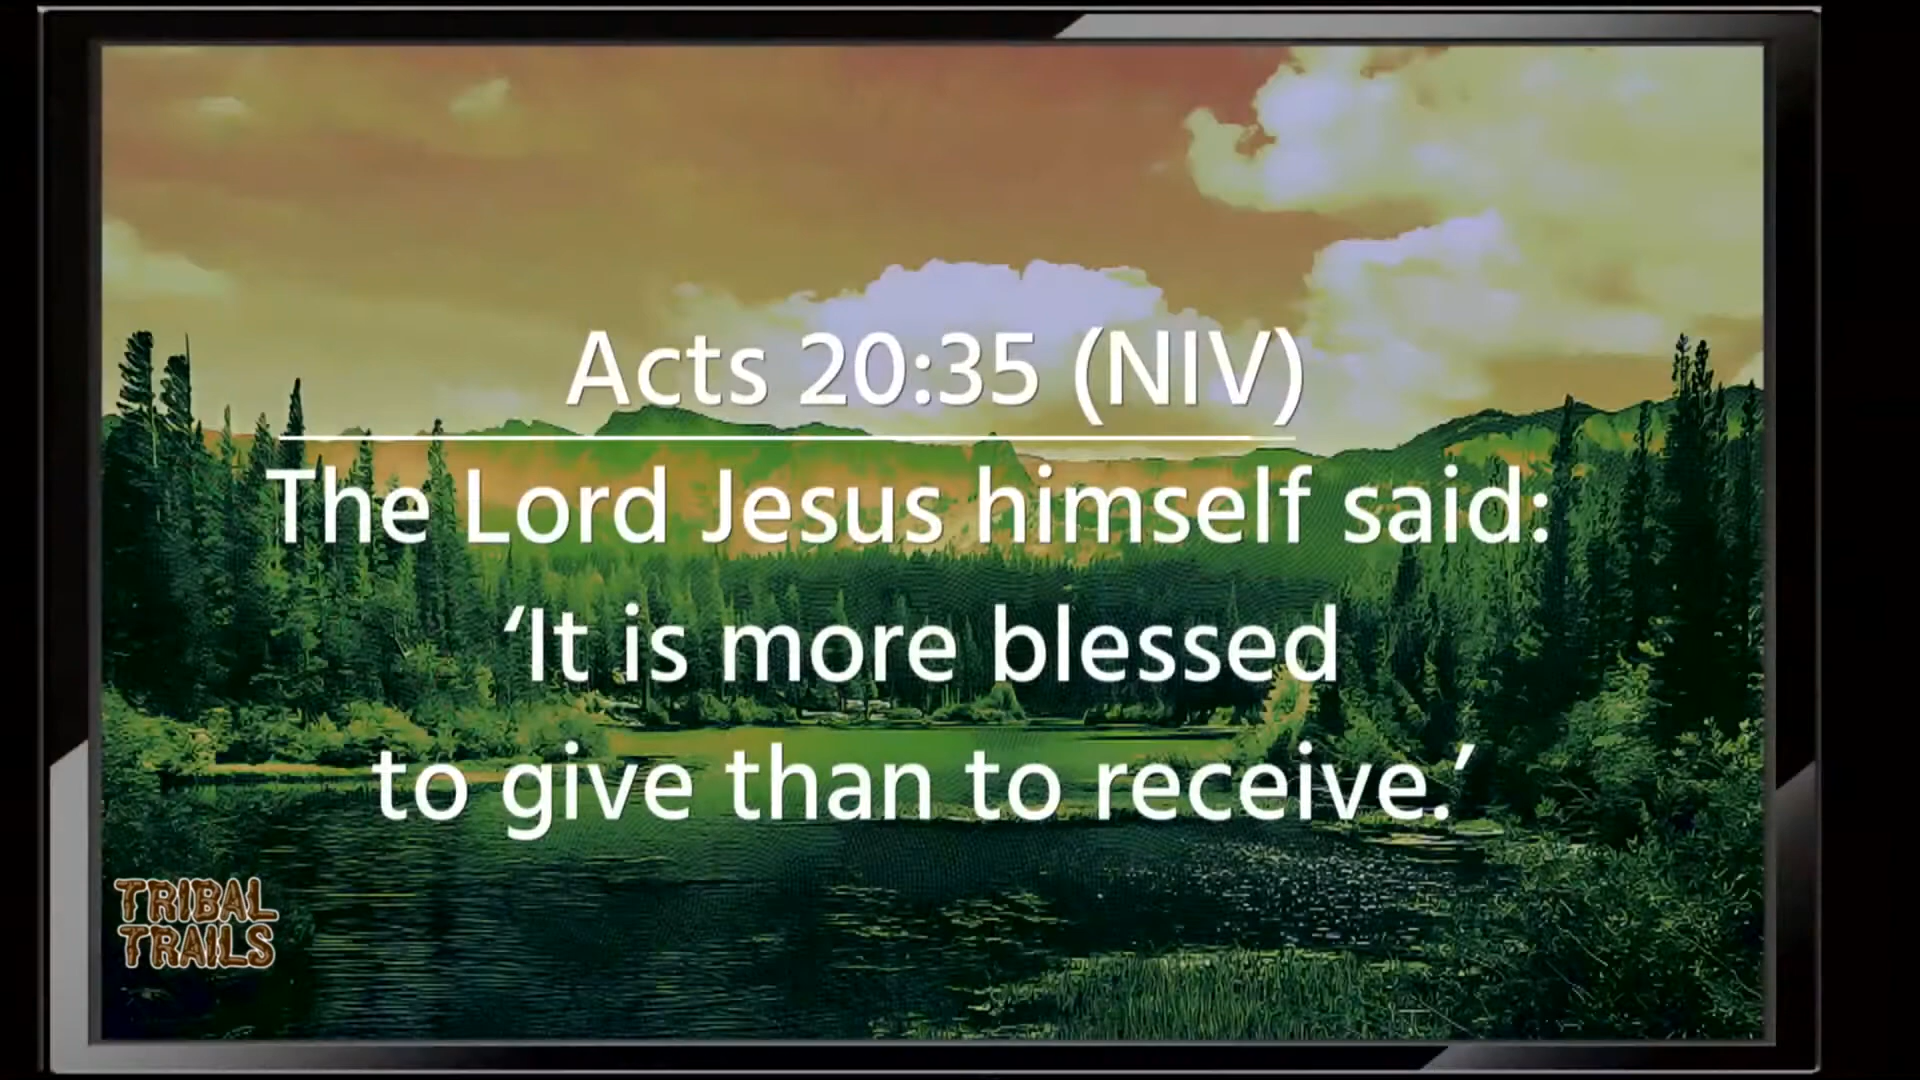 Acts 20:35 (NIV)
The Lord Jesus himself said:
‘It is more blessed
to give than to receive.’
TRIBAL
TRAILS